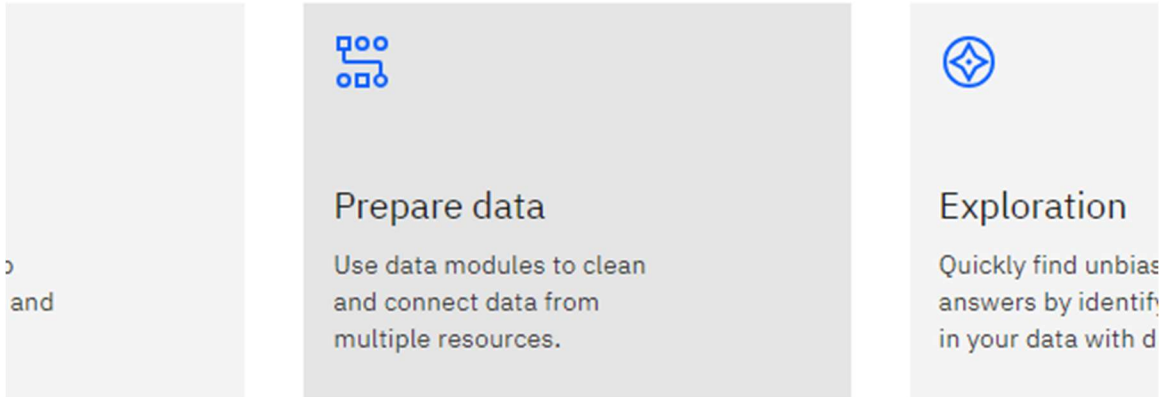 and
Prepare data
Use data modules to clean
and connect data from
multiple resources.
Exploration
Quickly find
answers by
in your data with